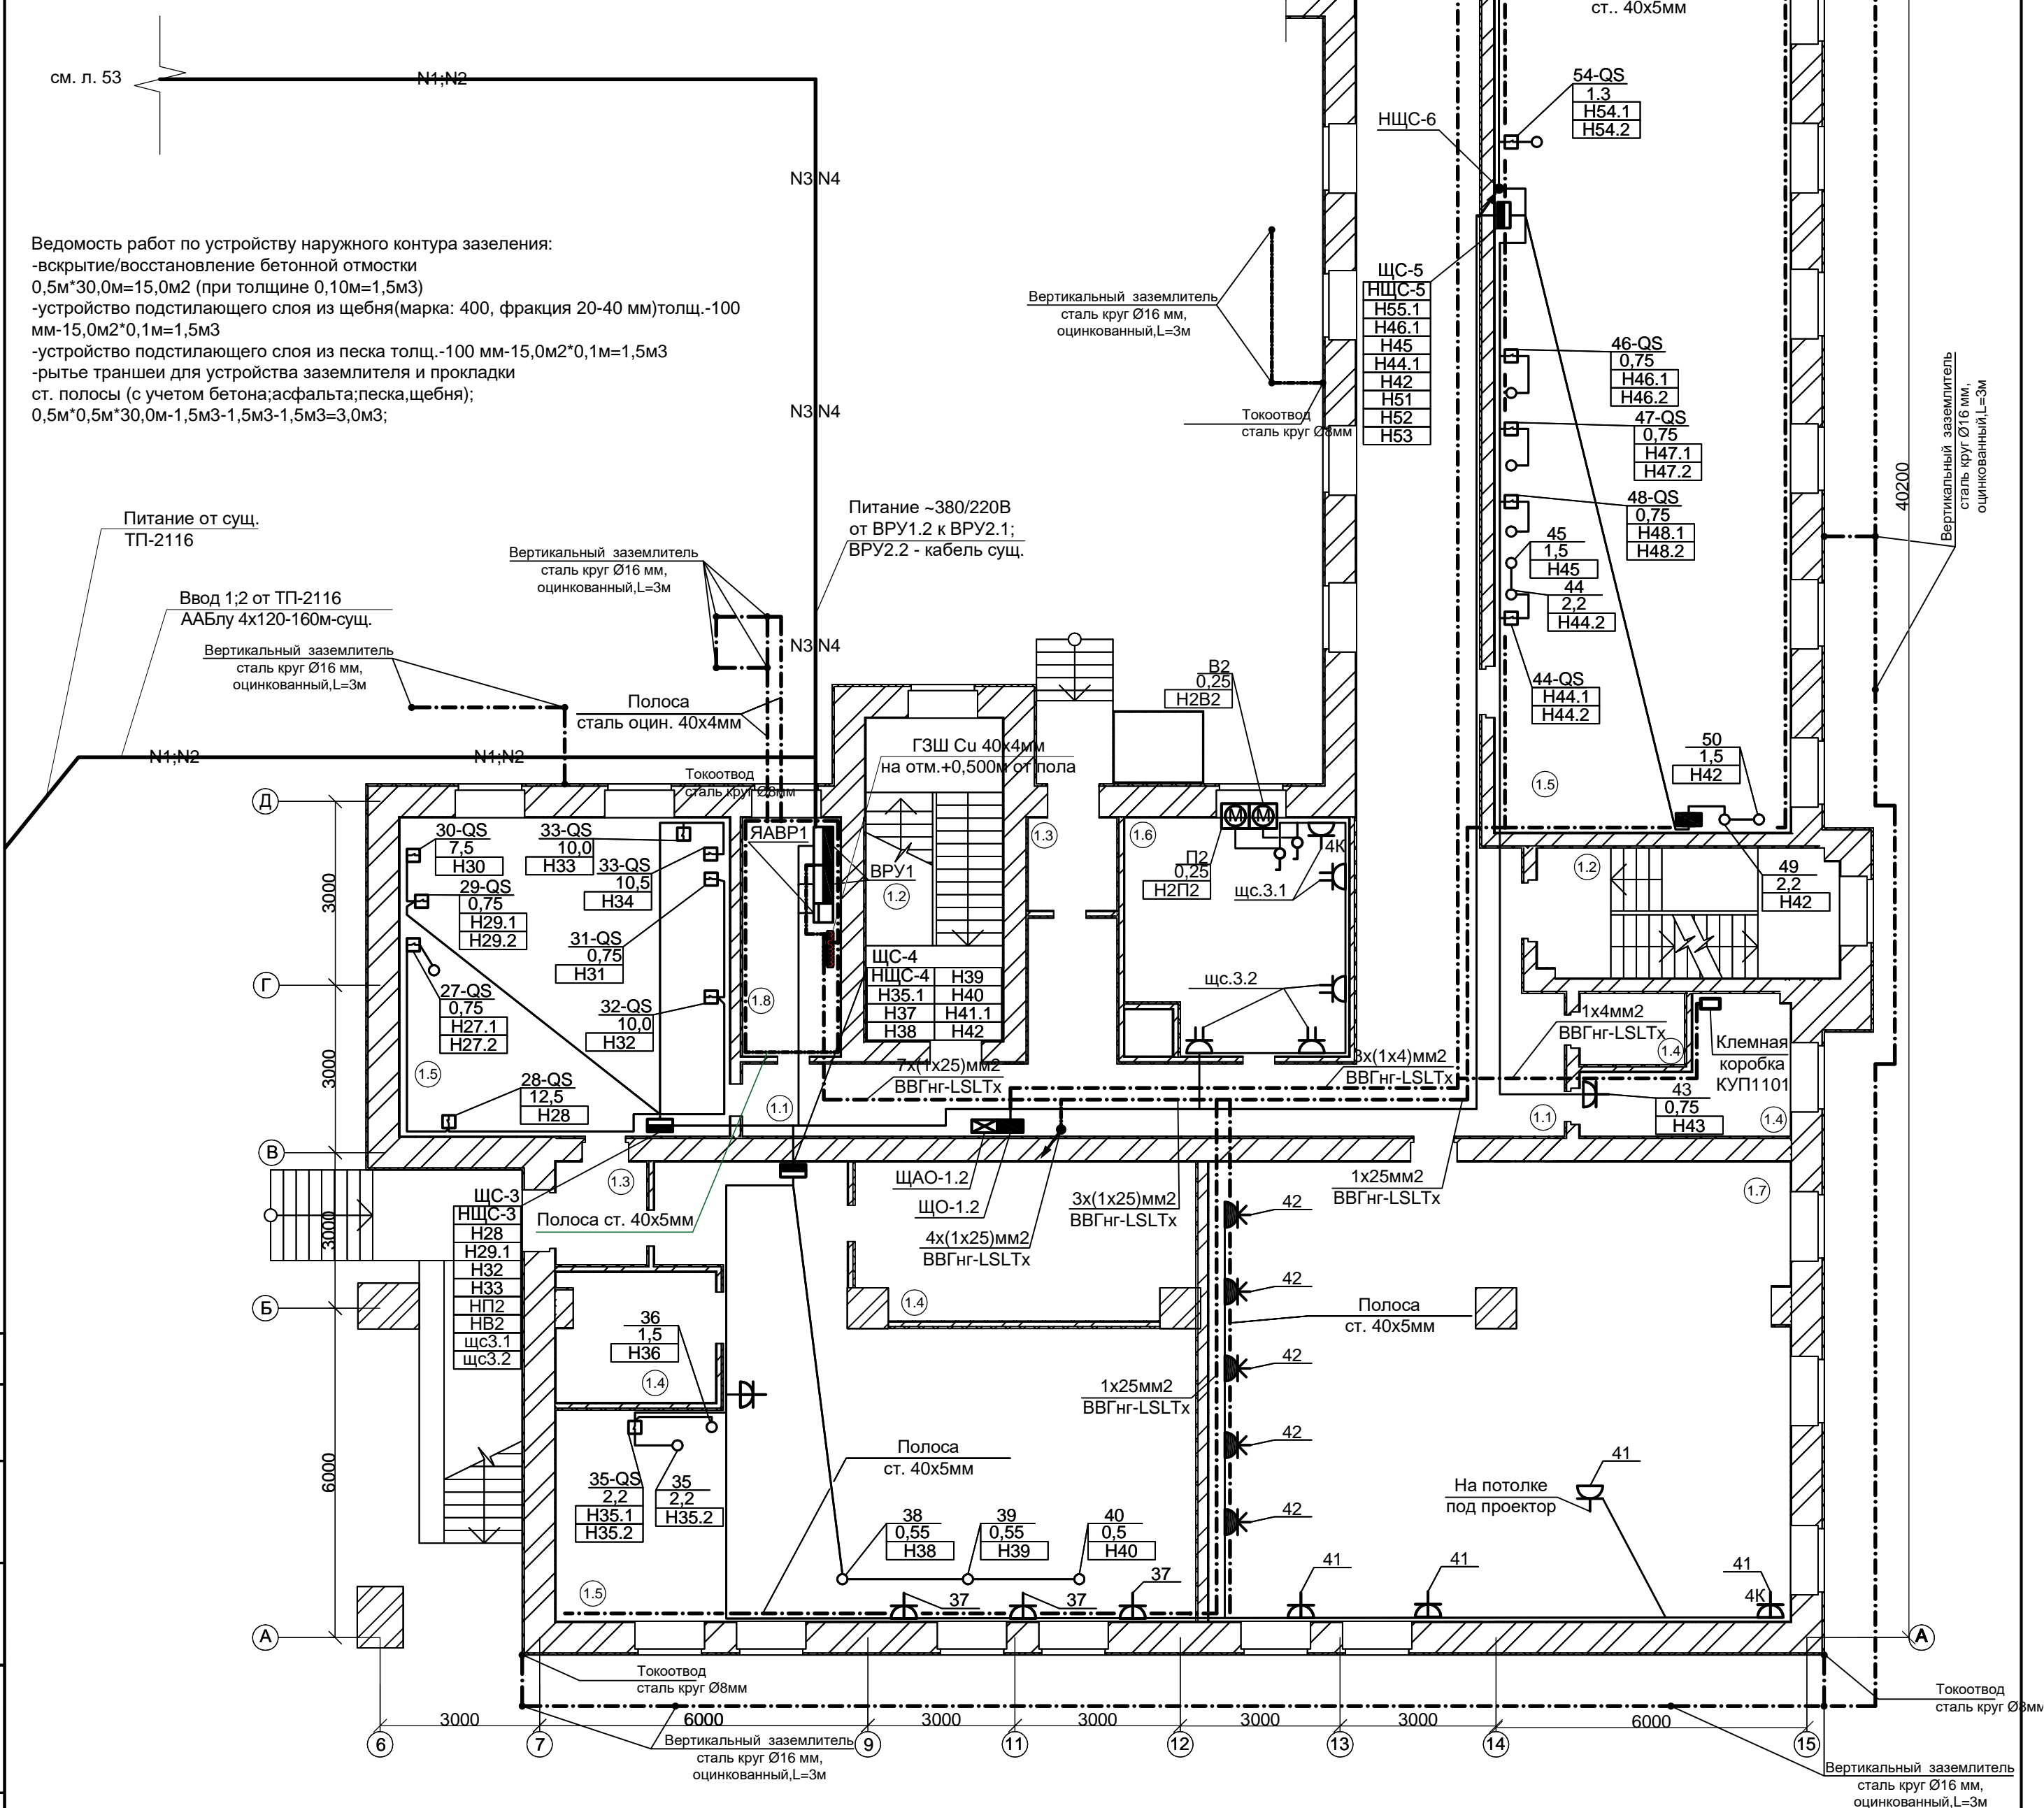 ст.. 40х5мм
см. л. 53
N1;N2
54-QS
1.3
Н54.1
Н54.2
НЩС-6
N3;N4
Ведомость работ по устройству наружного контура зазеления:
-вскрытие/восстановление бетонной отмостки
0,5м*30,0м=15,0м2 (при толщине 0,10м=1,5м3)
-устройство подстилающего слоя из щебня(марка: 400, фракция 20-40 мм)толщ.-100
мм-15,0м2*0,1м=1,5м3
-устройство подстилающего слоя из песка толщ.-100 мм-15,0м2*0,1м=1,5м3
-рытье траншеи для устройства заземлителя и прокладки
ст. полосы (с учетом бетона;асфальта;песка,щебня);
0,5м*0,5м*30,0м-1,5м3-1,5м3-1,5м3=3,0м3;
Вертикальный заземлитель
сталь круг Ø16 мм,
оцинкованный,L=3м
ЩС-5
НЩС-5
Н55.1
Н46.1
Н45
Н44.1
Н42
Н51
Н52
Н53
46-QS
0,75
Н46.1
Н46.2
N3;N4
Токоотвод
сталь круг Ø8мм
47-QS
0,75
Н47.1
Н47.2
Вертикальный заземлитель
сталь круг Ø16 мм,
оцинкованный,L=3м
40200
48-QS
0,75
Н48.1
Н48.2
45
1,5
Н45
44
2,2
Н44.2
44-QS
Н44.1
Н44.2
Питание от сущ.
ТП-2116
Питание ~380/220В
от ВРУ1.2 к ВРУ2.1;
ВРУ2.2 - кабель сущ.
Вертикальный заземлитель
сталь круг Ø16 мм,
оцинкованный,L=3м
Ввод 1;2 от ТП-2116
ААБлу 4х120-160м-сущ.
N3;N4
Вертикальный заземлитель
сталь круг Ø16 мм,
оцинкованный,L=3м
Полоса
сталь оцин. 40х4мм
В2
0,25
Н2В2
N1;N2
N1;N2
ГЗШ Cu 40х4мм
на отм.+0,500м от пола
Токоотвод
сталь круг Ø8мм
50
1,5
Н42
1.5
Д
30-QS
7,5
Н30
33-QS
10,0
Н33
ЯАВР1
1.3
1.6
4К
33-QS
10,5
Н34
29-QS
0,75
Н29.1
Н29.2
ВРУ1
1.2
П2
0,25
Н2П2
щс.3.1
1.2
49
2,2
Н42
3000
31-QS
0,75
Н31
ЩС-4
НЩС-4
Н39
Н35.1
Н40
Н37
Н41.1
Н38
Н42
щс.3.2
Г
27-QS
0,75
Н27.1
Н27.2
32-QS
10,0
Н32
1.8
1х4мм2
ВВГнг-LSLTx
1.4
Клемная
коробка
КУП1101
3000
1.5
28-QS
12,5
Н28
7х(1х25)мм2
ВВГнг-LSLTx
3х(1х4)мм2
ВВГнг-LSLTx
1.1
1.1
43
0,75
Н43
1.4
В
1.3
ЩАО-1.2
ЩО-1.2
4х(1х25)мм2
ВВГнг-LSLTx
3х(1х25)мм2
ВВГнг-LSLTx
1х25мм2
ВВГнг-LSLTx
1.7
42
3000
ЩС-3
НЩС-3
Н28
Н29.1
Н32
Н33
НП2
НВ2
щс3.1
щс3.2
Полоса ст. 40х5мм
Б
42
1.4
Полоса
ст. 40х5мм
36
1,5
Н36
1.4
42
1х25мм2
ВВГнг-LSLTx
6000
Полоса
ст. 40х5мм
42
41
На потолке
под проектор
35-QS
2,2
Н35.1
Н35.2
35
2,2
Н35.2
38
0,55
Н38
39
0,55
Н39
40
0,5
Н40
42
37
37
37
41
41
41
4К
1.5
А
А
Токоотвод
сталь круг Ø8мм
Токоотвод
сталь круг Ø8мм
3000
6000
3000
3000
3000
3000
6000
6
7
9
11
12
13
14
15
Вертикальный заземлитель
сталь круг Ø16 мм,
оцинкованный,L=3м
Вертикальный заземлитель
сталь круг Ø16 мм,
оцинкованный,L=3м